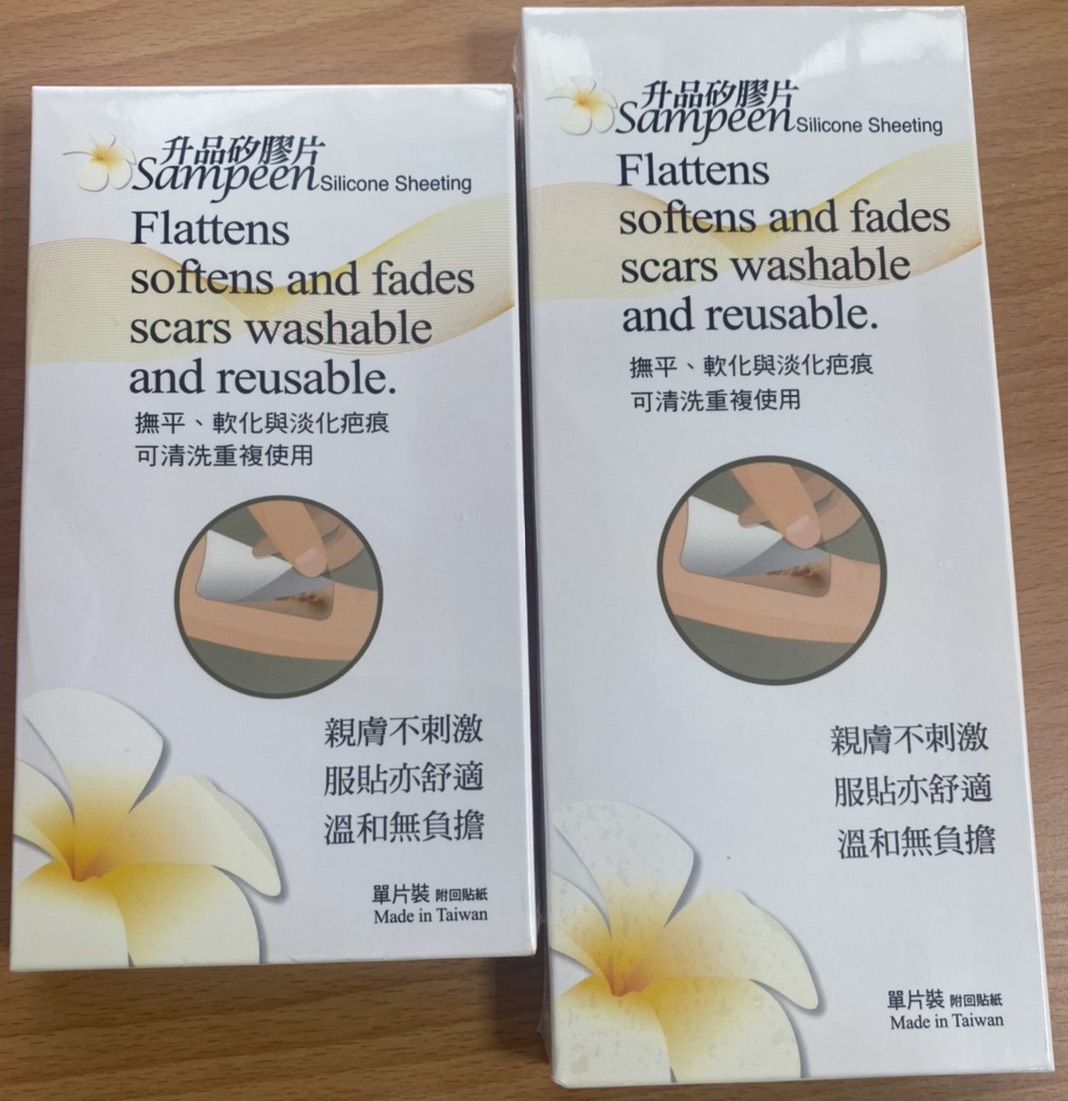 升品矽膠片
Sampeen Silicone Sheeting
Flattens
softens and fades
scars washable
and reusable.
撫平、軟化與淡化疤痕
可清洗重複使用
親膚不刺激
服貼亦舒適
溫和無負擔
單片裝 附回貼紙
Made in Taiwan
升品矽膠片
Sampeen Silicone Sheeting
Flattens
softens and fades
scars washable
and reusable.
撫平、軟化與淡化疤痕
可清洗重複使用
親膚不刺激
服貼亦舒適
溫和無負擔
單片裝 附回貼紙
Made in Taiwan